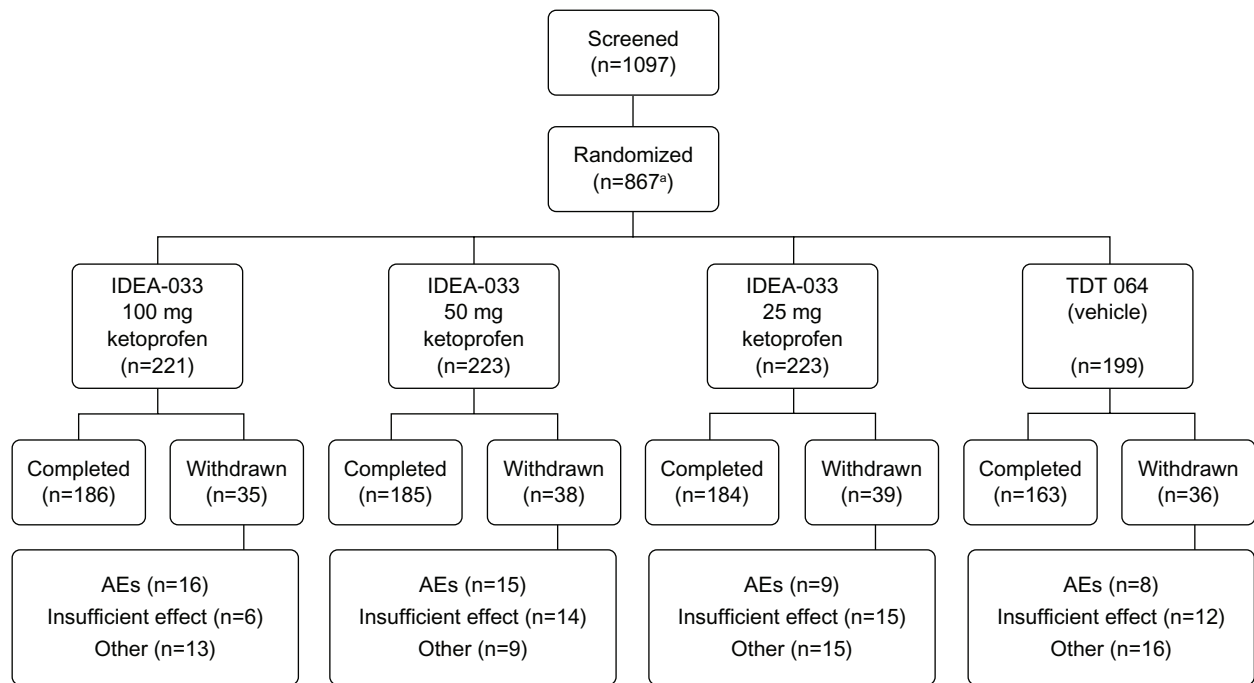 Screened
(n=1097)
Randomized
(n=867ᵃ)
IDEA-033
100 mg
ketoprofen
(n=221)
IDEA-033
50 mg
ketoprofen
(n=223)
IDEA-033
25 mg
ketoprofen
(n=223)
TDT 064
(vehicle)
(n=199)
Completed
(n=186)
Withdrawn
(n=35)
Completed
(n=185)
Withdrawn
(n=38)
Completed
(n=184)
Withdrawn
(n=39)
Completed
(n=163)
Withdrawn
(n=36)
AEs (n=16)
Insufficient effect (n=6)
Other (n=13)
AEs (n=15)
Insufficient effect (n=14)
Other (n=9)
AEs (n=9)
Insufficient effect (n=15)
Other (n=15)
AEs (n=8)
Insufficient effect (n=12)
Other (n=16)